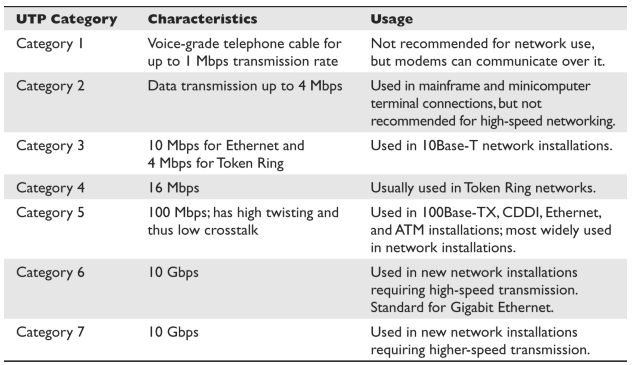 UTP Category Characteristics Usage
Category 1 Voice-grade telephone cable for Not recommended for network use,
up to 1 Mbps transmission rate but modems can communicate over it.
Category 2 Data transmission up to 4 Mbps Used in mainframe and minicomputer
terminal connections, but not
recommended for high-speed networking.
Category 3 10 Mbps for Ethernet and Used in 10Base-T network installations.
4 Mbps for Token Ring
Category 4 16 Mbps Usually used in Token Ring networks.
Category 5 100 Mbps; has high twisting and Used in 100Base-TX, CDDI, Ethernet,
thus low crosstalk and ATM installations; most widely used
in network installations.
Category 6 10 Gbps Used in new network installations
requiring high-speed transmission.
Standard for Gigabit Ethernet.
Category 7 10 Gbps Used in new network installations
requiring higher-speed transmission.